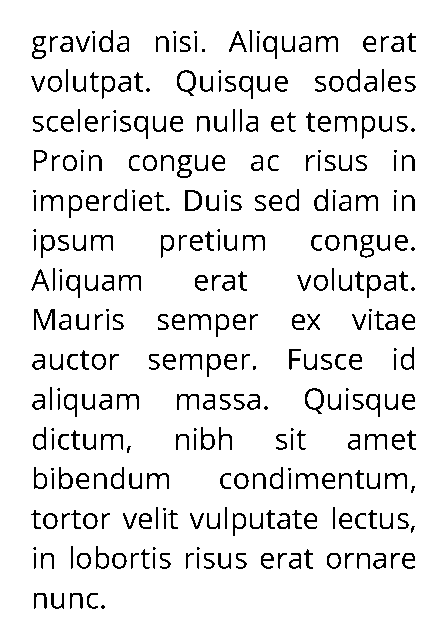 gravida nisi. Aliquam erat
volutpat. Quisque sodales
scelerisque nulla et tempus.
Proin congue ac risus in
imperdiet. Duis sed diam in
ipsum pretium congue.
Aliquam erat volutpat.
Mauris semper ex vitae
auctor semper. Fusce id
aliquam massa. Quisque
dictum, nibh sit amet
bibendum condimentum,
tortor velit vulputate lectus,
in lobortis risus erat ornare
nunc.